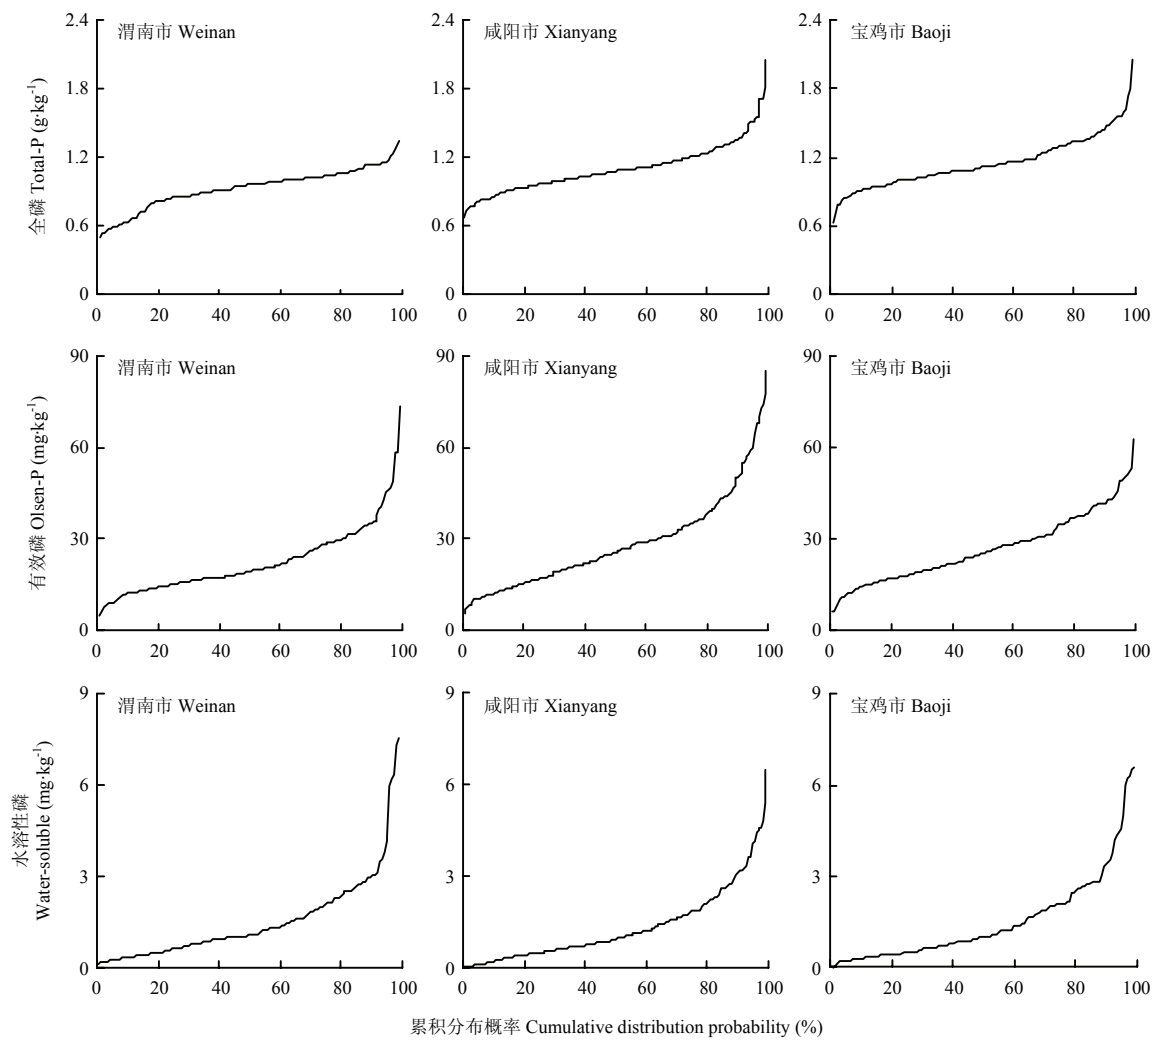 渭南市 Weinan
咸阳市 Xianyang
宝鸡市 Baoji
全磷 Total-P (g·kg⁻¹)
2.4
1.8
1.2
0.6
0
0 20 40 60 80 100
2.4
1.8
1.2
0.6
0
0 20 40 60 80 100
2.4
1.8
1.2
0.6
0
0 20 40 60 80 100
渭南市 Weinan
咸阳市 Xianyang
宝鸡市 Baoji
有效磷 Olsen-P (mg·kg⁻¹)
90
60
30
0
0 20 40 60 80 100
90
60
30
0
0 20 40 60 80 100
90
60
30
0
0 20 40 60 80 100
渭南市 Weinan
咸阳市 Xianyang
宝鸡市 Baoji
水溶性磷
Water-soluble (mg·kg⁻¹)
9
6
3
0
0 20 40 60 80 100
9
6
3
0
0 20 40 60 80 100
9
6
3
0
0 20 40 60 80 100
累积分布概率 Cumulative distribution probability (%)